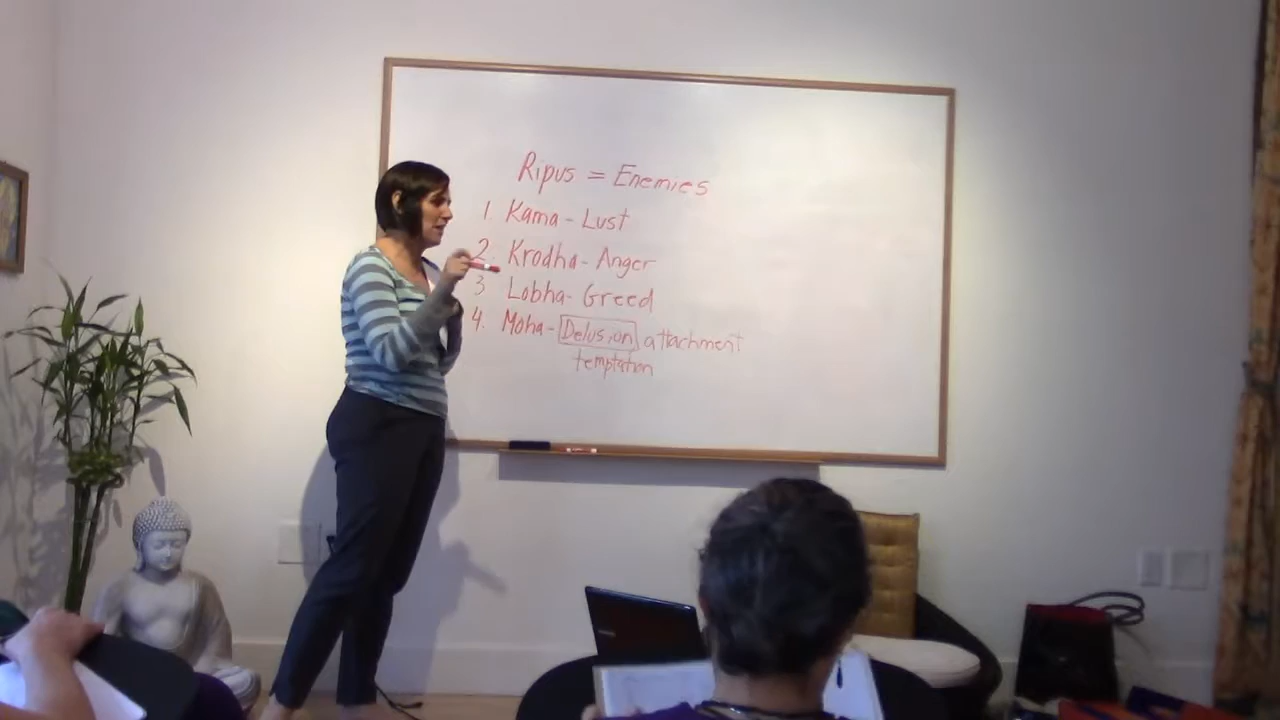 Ripus = Enemies
1. Kama - Lust
2. Krodha - Anger
3 Lobha - Greed
4. Moha - Delusion attachment
temptation